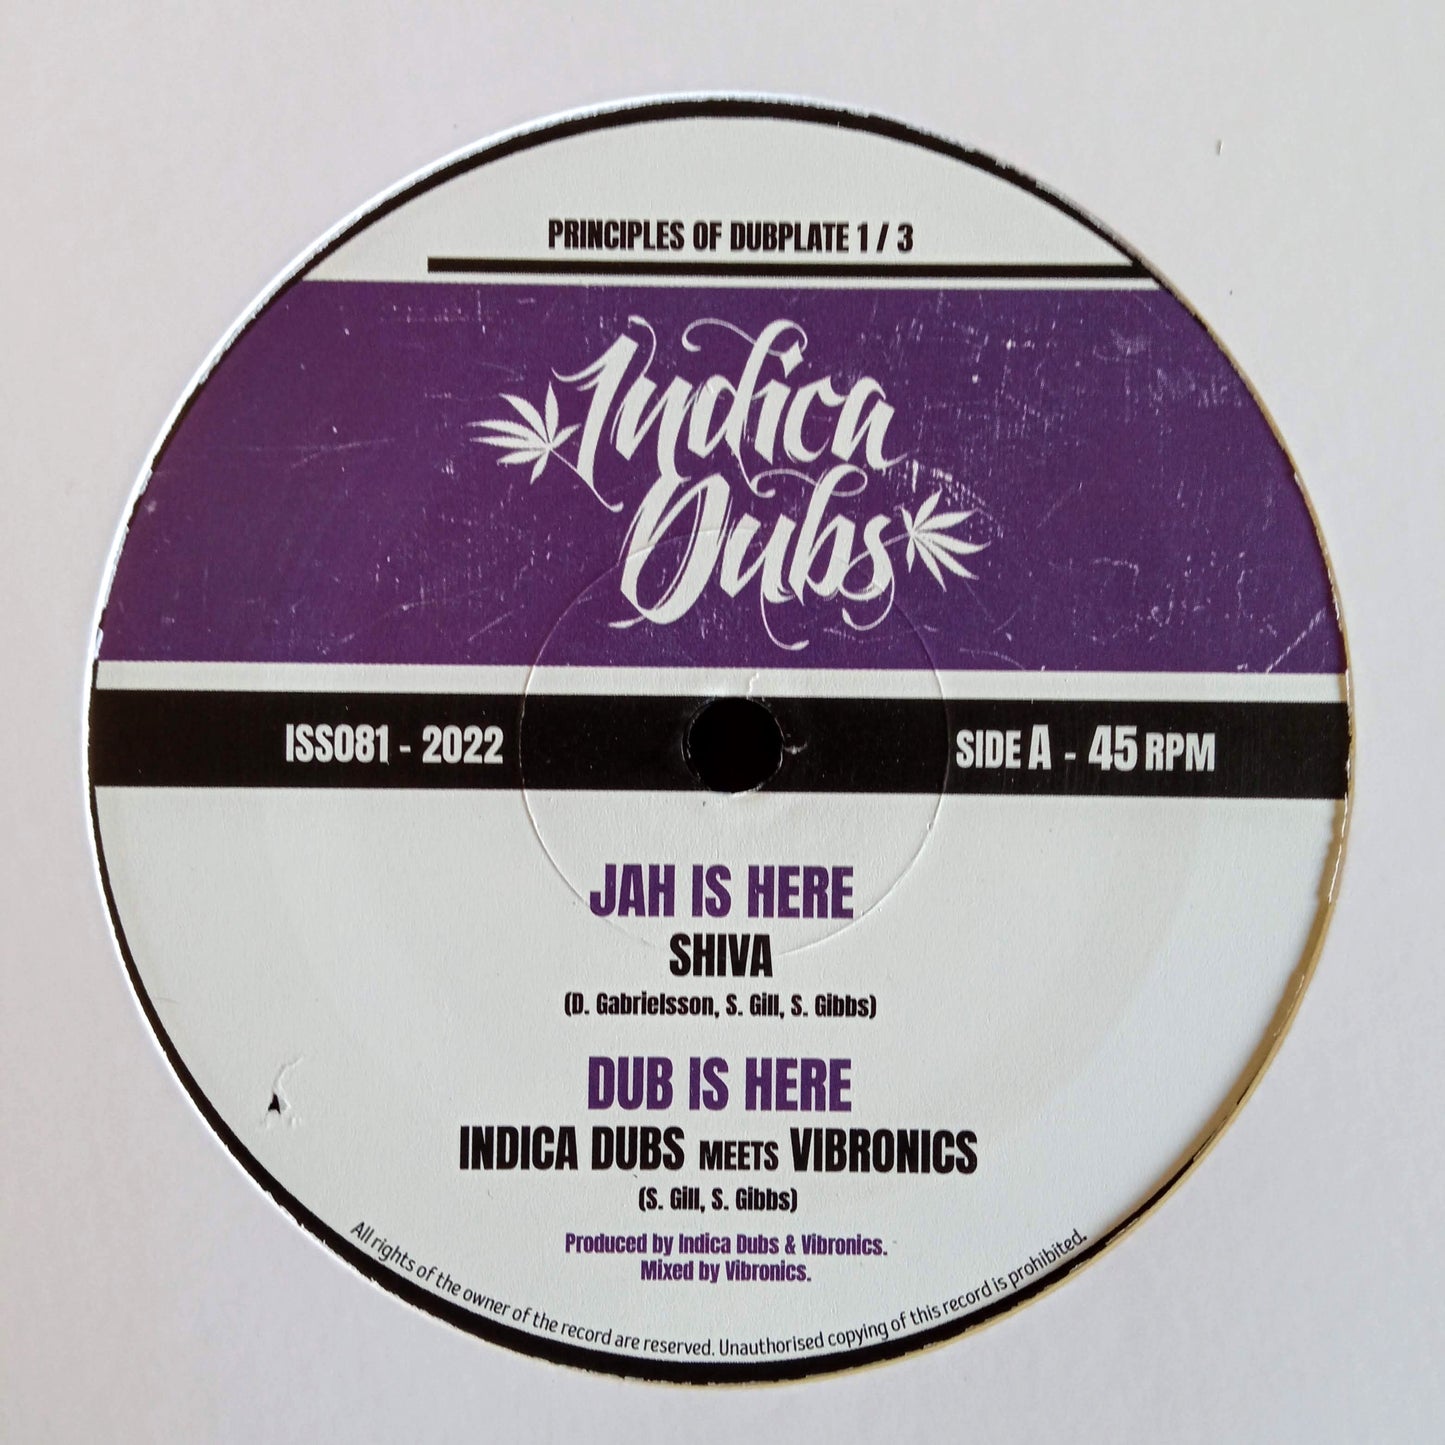 PRINCIPLES OF DUBPLATE 1 / 3
Indica
Dubs
ISS081 - 2022
SIDE A - 45 RPM
JAH IS HERE
SHIVA
(D. Gabrielsson, S. Gill, S. Gibbs)
DUB IS HERE
INDICA DUBS MEETS VIBRONICS
(S. Gill, S. Gibbs)
Produced by Indica Dubs & Vibronics.
Mixed by Vibronics.
All rights of the owner of the record are reserved. Unauthorised copying of this record is prohibited.